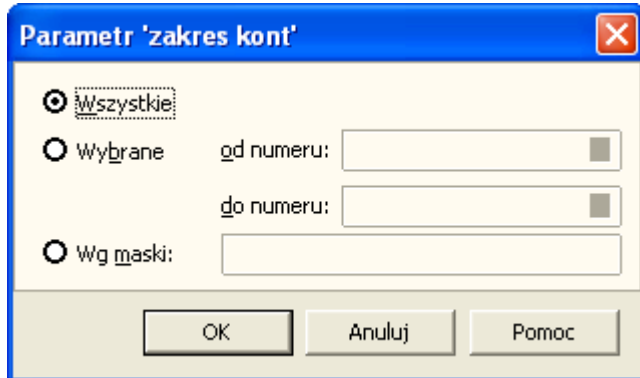 Parametr 'zakres kont'
Wszystkie
Wybrane od numeru:
do numeru:
Wg maski:
OK Anuluj Pomoc